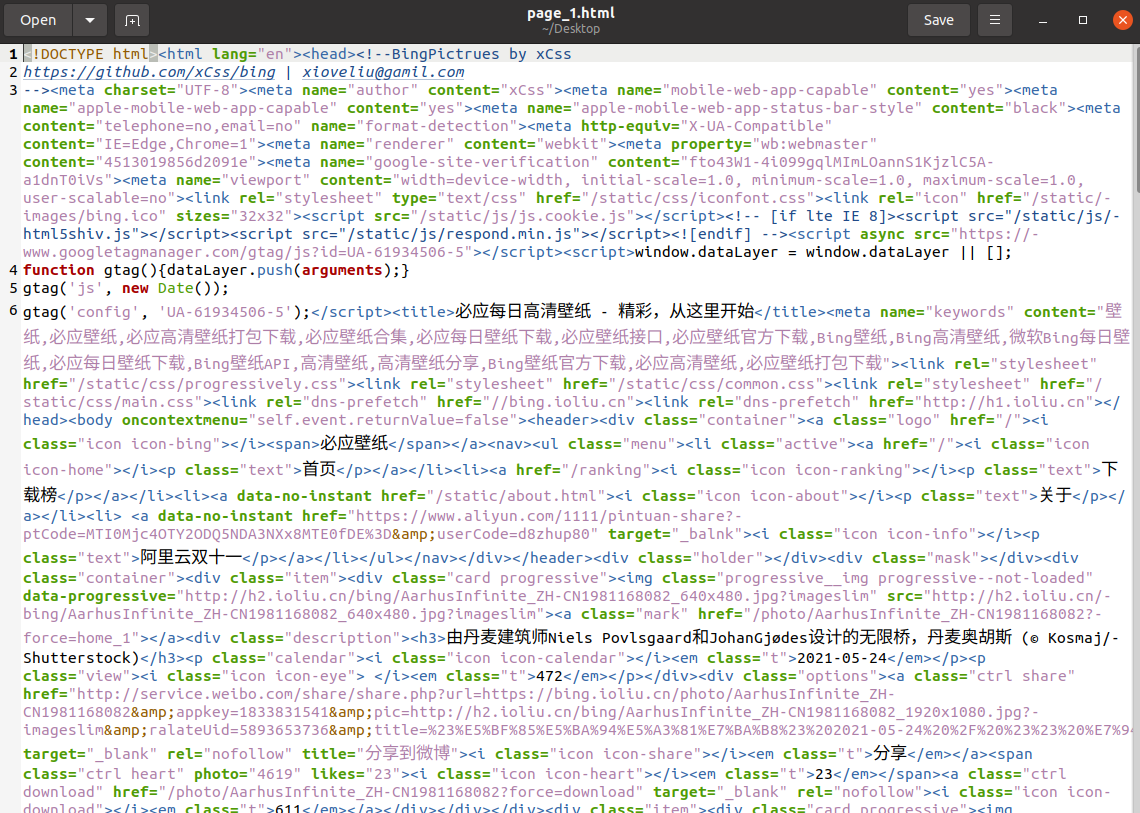 Open
page_1.html
~/Desktop
Save
1 <!DOCTYPE html><html lang="en"><head><!--BingPictrues by xCss
2 https://github.com/xCss/bing | xioveliu@gamil.com
3 --><meta charset="UTF-8"><meta name="author" content="xCss"><meta name="mobile-web-app-capable" content="yes"><meta
name="apple-mobile-web-app-capable" content="yes"><meta name="apple-mobile-web-app-status-bar-style" content="black"><meta
content="telephone=no,email=no" name="format-detection"><meta http-equiv="X-UA-Compatible"
content="IE=Edge,Chrome=1"><meta name="renderer" content="webkit"><meta property="wb:webmaster"
content="4513019856d2091e"><meta name="google-site-verification" content="fto43W1-4i099gqlMImLOannS1KjzlC5A-
a1dnT0iVs"><meta name="viewport" content="width=device-width, initial-scale=1.0, minimum-scale=1.0, maximum-scale=1.0,
user-scalable=no"><link rel="stylesheet" type="text/css" href="/static/css/iconfont.css"><link rel="icon" href="/static/-
images/bing.ico" sizes="32x32"><script src="/static/js/js.cookie.js"></script><!-- [if lte IE 8]><script src="/static/js/-
html5shiv.js"></script><script src="/static/js/respond.min.js"></script><![endif] --><script async src="https://-
www.googletagmanager.com/gtag/js?id=UA-61934506-5"></script><script>window.dataLayer = window.dataLayer || [];
4 function gtag(){dataLayer.push(arguments);}
5 gtag('js', new Date());
6 gtag('config', 'UA-61934506-5');</script><title>必应每日高清壁纸 - 精彩，从这里开始</title><meta name="keywords" content="壁
纸,必应壁纸,必应高清壁纸打包下载,必应壁纸合集,必应每日壁纸下载,必应壁纸接口,必应壁纸官方下载,Bing壁纸,Bing高清壁纸,微软Bing每日壁
纸,必应每日壁纸下载,Bing壁纸API,高清壁纸,高清壁纸分享,Bing壁纸官方下载,必应高清壁纸,必应壁纸打包下载"><link rel="stylesheet"
href="/static/css/progressively.css"><link rel="stylesheet" href="/static/css/common.css"><link rel="stylesheet" href="/
static/css/main.css"><link rel="dns-prefetch" href="//bing.ioliu.cn"><link rel="dns-prefetch" href="http://h1.ioliu.cn"></
head><body oncontextmenu="self.event.returnValue=false"><header><div class="container"><a class="logo" href="/"><i
class="icon icon-bing"></i><span>必应壁纸</span></a><nav><ul class="menu"><li class="active"><a href="/"><i class="icon
icon-home"></i><p class="text">首页</p></a></li><li><a href="/ranking"><i class="icon icon-ranking"></i><p class="text">下
载榜</p></a></li><li><a data-no-instant href="/static/about.html"><i class="icon icon-about"></i><p class="text">关于</p></
a></li><li> <a data-no-instant href="https://www.aliyun.com/1111/pintuan-share?-
ptCode=MTI0Mjc4OTY2ODQ5NDA3NXx8MTE0fDE%3D&amp;userCode=d8zhup80" target="_balnk"><i class="icon icon-info"></i><p
class="text">阿里云双十一</p></a></li></ul></nav></div></header><div class="holder"></div><div class="mask"></div><div
class="container"><div class="item"><div class="card progressive"><img class="progressive__img progressive--not-loaded"
data-progressive="http://h2.ioliu.cn/bing/AarhusInfinite_ZH-CN1981168082_640x480.jpg?imageslim" src="http://h2.ioliu.cn/-
bing/AarhusInfinite_ZH-CN1981168082_640x480.jpg?imageslim"><a class="mark" href="/photo/AarhusInfinite_ZH-CN1981168082?-
force=home_1"></a><div class="description"><h3>由丹麦建筑师Niels Povlsgaard和JohanGjødes设计的无限桥，丹麦奥胡斯 (© Kosmaj/-
Shutterstock)</h3><p class="calendar"><i class="icon icon-calendar"></i><em class="t">2021-05-24</em></p><p
class="view"><i class="icon icon-eye"> </i><em class="t">472</em></p></div><div class="options"><a class="ctrl share"
href="http://service.weibo.com/share/share.php?url=https://bing.ioliu.cn/photo/AarhusInfinite_ZH-
CN1981168082&amp;appkey=1833831541&amp;pic=http://h2.ioliu.cn/bing/AarhusInfinite_ZH-CN1981168082_1920x1080.jpg?-
imageslim&amp;ralateUid=5893653736&amp;title=%23%E5%BF%85%E5%BA%94%E5%A3%81%E7%BA%B8%23%202021-05-24%20%2F%20%23%23%20%E7%94
target="_blank" rel="nofollow" title="分享到微博"><i class="icon icon-share"></i><em class="t">分享</em></a><span
class="ctrl heart" photo="4619" likes="23"><i class="icon icon-heart"></i><em class="t">23</em></span><a class="ctrl
download" href="/photo/AarhusInfinite_ZH-CN1981168082?force=download" target="_blank" rel="nofollow"><i class="icon icon-
download"></i><em class="t">611</em></a></div></div></div><div class="item"><div class="card progressive"><img